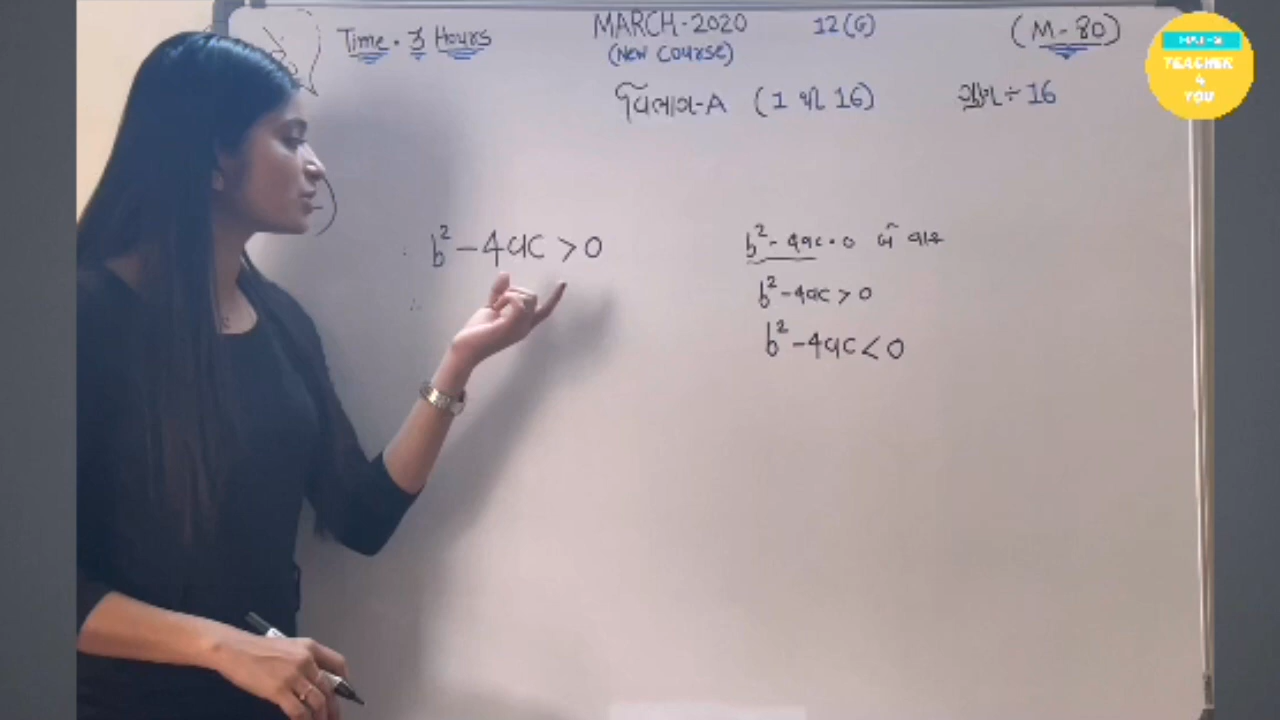 Time. 3 Hours
MARCH-2020
12(G)
(M-80)
(New Course)
વિભાગ-A (1 થી 16)
ગુણ ÷ 16
MAT-S
TEACHER
4
YOU
b² - 4ac > 0
b² - 4ac = 0
b² - 4ac > 0
b² - 4ac < 0